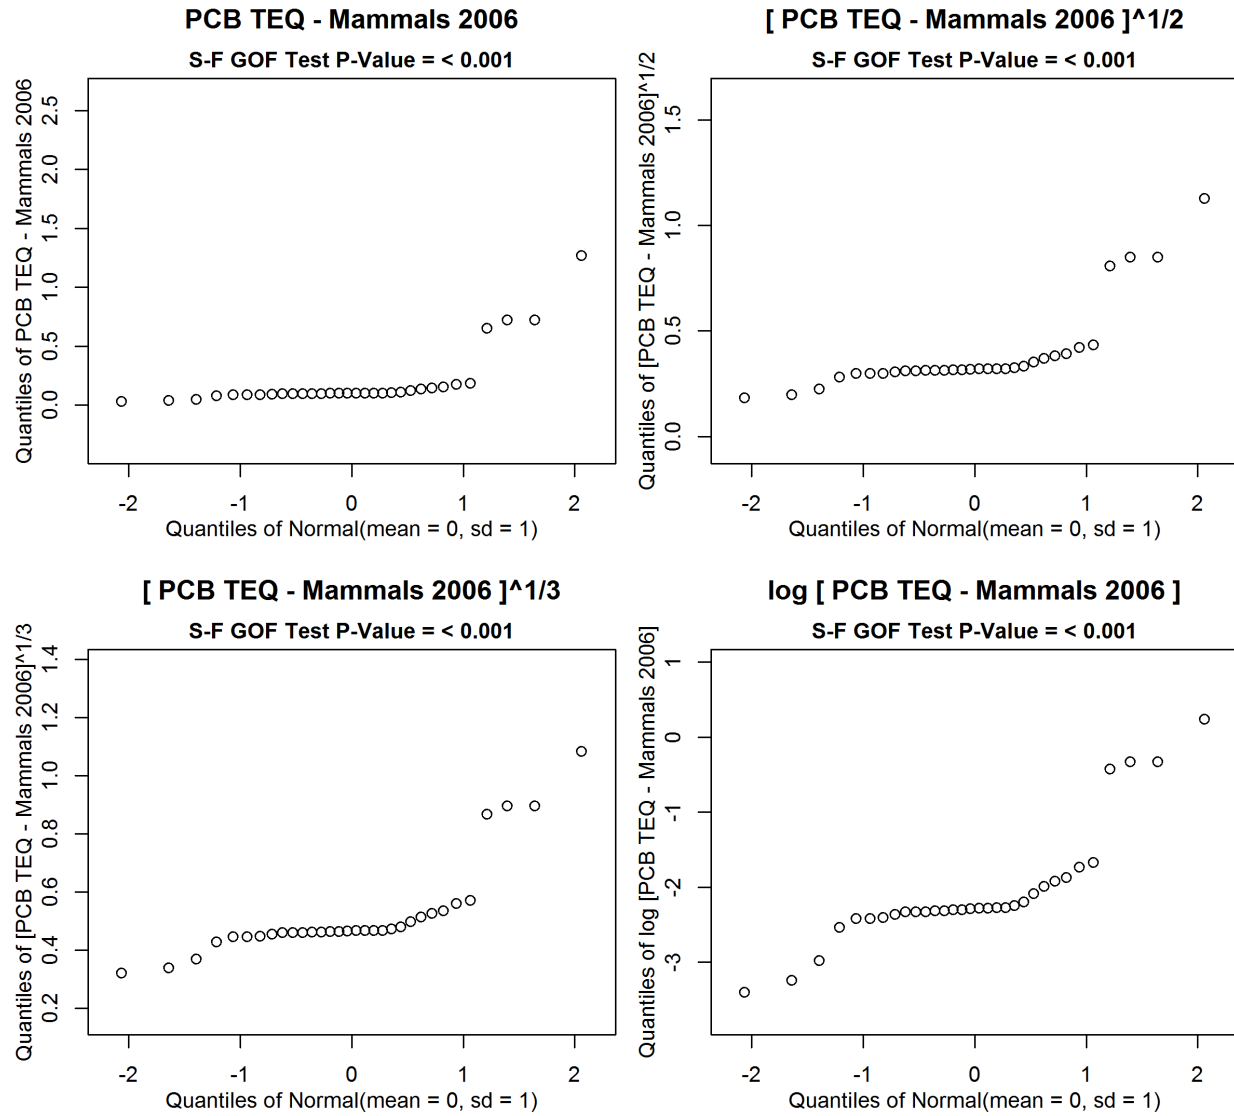 PCB TEQ - Mammals 2006
S-F GOF Test P-Value = < 0.001
Quantiles of PCB TEQ - Mammals 2006
2.5
2.0
1.5
1.0
0.5
0.0
-2 -1 0 1 2
Quantiles of Normal(mean = 0, sd = 1)
[ PCB TEQ - Mammals 2006 ]^1/2
S-F GOF Test P-Value = < 0.001
Quantiles of [PCB TEQ - Mammals 2006]^1/2
1.5
1.0
0.5
0.0
-2 -1 0 1 2
Quantiles of Normal(mean = 0, sd = 1)
[ PCB TEQ - Mammals 2006 ]^1/3
S-F GOF Test P-Value = < 0.001
Quantiles of [PCB TEQ - Mammals 2006]^1/3
1.4
1.2
1.0
0.8
0.6
0.4
0.2
-2 -1 0 1 2
Quantiles of Normal(mean = 0, sd = 1)
log [ PCB TEQ - Mammals 2006 ]
S-F GOF Test P-Value = < 0.001
Quantiles of log [PCB TEQ - Mammals 2006]
1
0
-1
-2
-3
-2 -1 0 1 2
Quantiles of Normal(mean = 0, sd = 1)